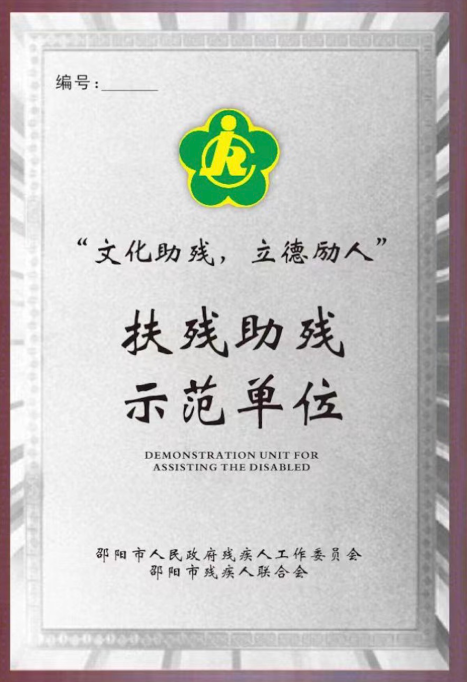 编号：______
“文化助残，立德励人”
扶残助残
示范单位
DEMONSTRATION UNIT FOR
ASSISTING THE DISABLED
邵阳市人民政府残疾人工作委员会
邵阳市残疾人联合会